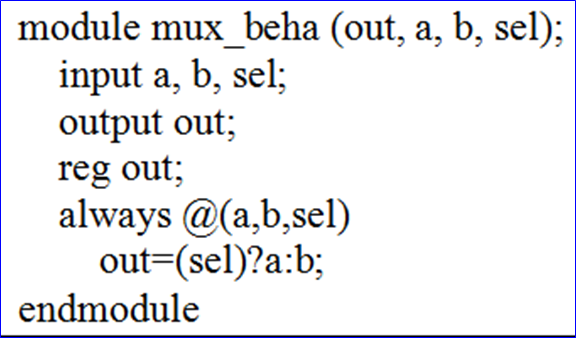 module mux_beha (out, a, b, sel);
input a, b, sel;
output out;
reg out;
always @(a,b,sel)
out=(sel)?a:b;
endmodule